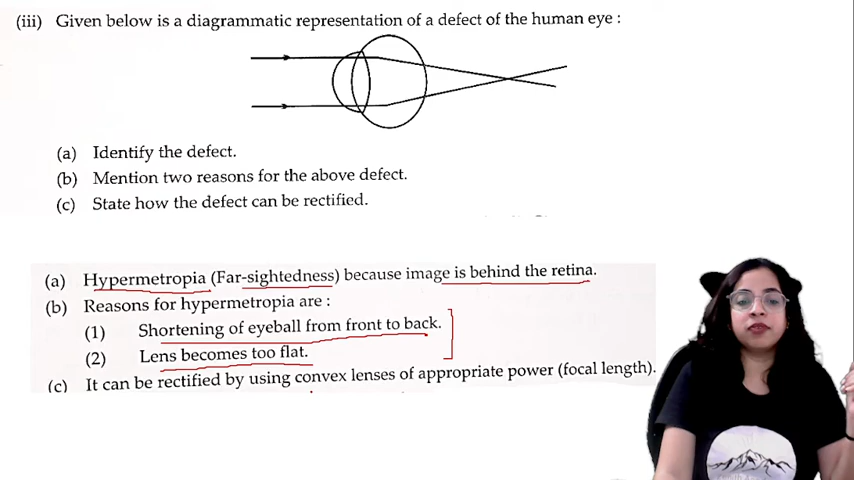 (iii) Given below is a diagrammatic representation of a defect of the human eye :
(a) Identify the defect.
(b) Mention two reasons for the above defect.
(c) State how the defect can be rectified.
(a) Hypermetropia (Far-sightedness) because image is behind the retina.
(b) Reasons for hypermetropia are :
(1) Shortening of eyeball from front to back.
(2) Lens becomes too flat.
(c) It can be rectified by using convex lenses of appropriate power (focal length).